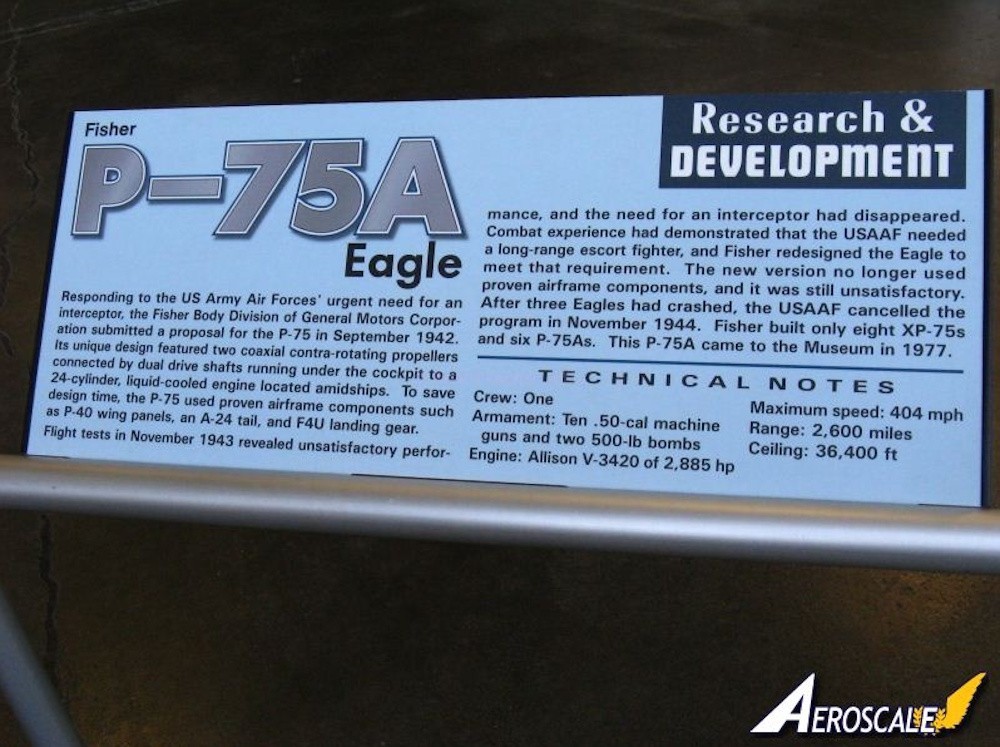 Fisher
P-75A
Eagle
Responding to the US Army Air Forces' urgent need for an
interceptor, the Fisher Body Division of General Motors Corpor-
ation submitted a proposal for the P-75 in September 1942.
Its unique design featured two coaxial contra-rotating propellers
connected by dual drive shafts running under the cockpit to a
24-cylinder, liquid-cooled engine located amidships. To save
design time, the P-75 used proven airframe components such
as P-40 wing panels, an A-24 tail, and F4U landing gear.
Flight tests in November 1943 revealed unsatisfactory perfor-
Research &
DEVELOPMENT
mance, and the need for an interceptor had disappeared.
Combat experience had demonstrated that the USAAF needed
a long-range escort fighter, and Fisher redesigned the Eagle to
meet that requirement. The new version no longer used
proven airframe components, and it was still unsatisfactory.
After three Eagles had crashed, the USAAF cancelled the
program in November 1944. Fisher built only eight XP-75s
and six P-75As. This P-75A came to the Museum in 1977.
TECHNICAL NOTES
Crew: One
Armament: Ten .50-cal machine
guns and two 500-lb bombs
Engine: Allison V-3420 of 2,885 hp
Maximum speed: 404 mph
Range: 2,600 miles
Ceiling: 36,400 ft
AEROSCALE